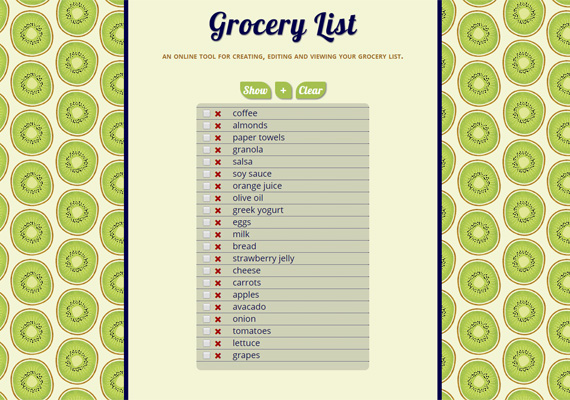 Grocery List
AN ONLINE TOOL FOR CREATING, EDITING AND VIEWING YOUR GROCERY LIST.
Show + Clear
coffee
almonds
paper towels
granola
salsa
soy sauce
orange juice
olive oil
greek yogurt
eggs
milk
bread
strawberry jelly
cheese
carrots
apples
avacado
onion
tomatoes
lettuce
grapes